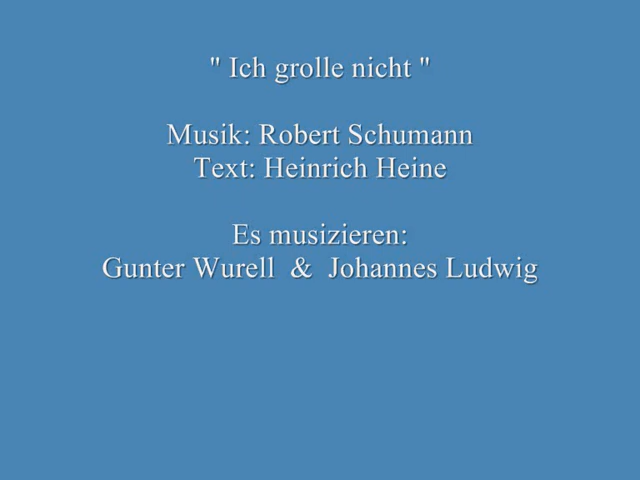 " Ich grolle nicht "
Musik: Robert Schumann
Text: Heinrich Heine
Es musizieren:
Gunter Wurell & Johannes Ludwig